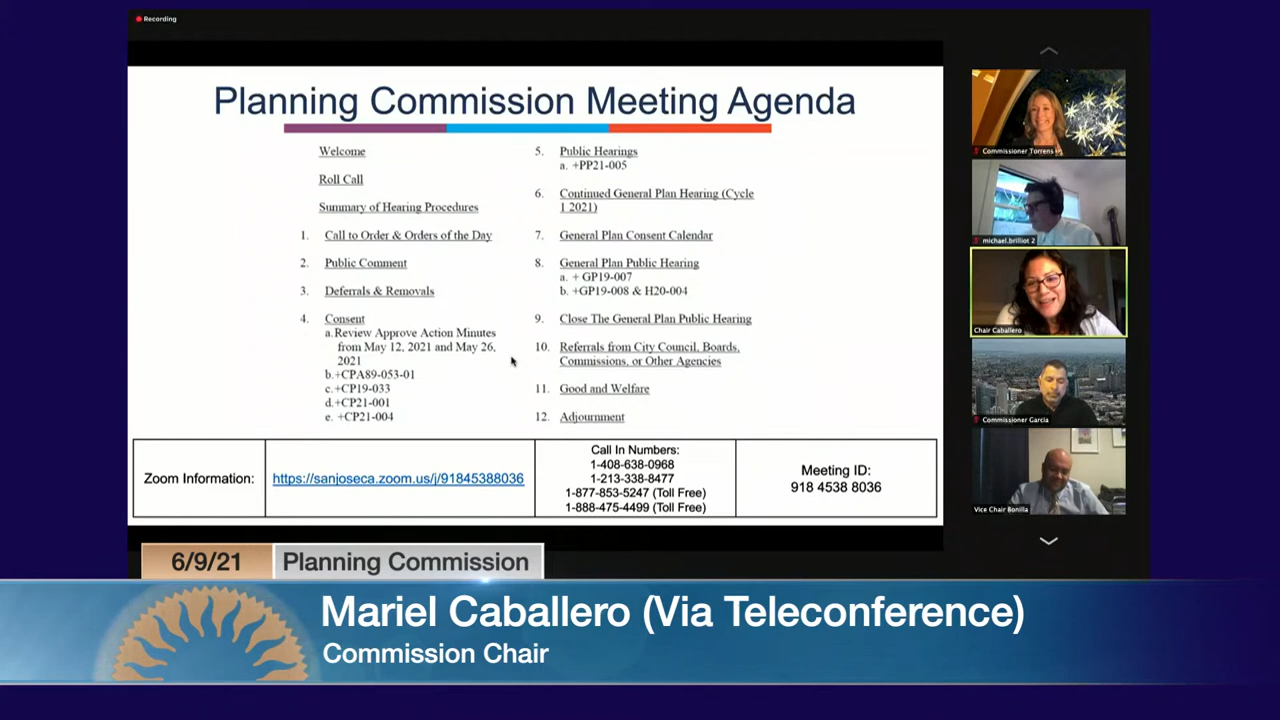 Recording
Planning Commission Meeting Agenda
Welcome
Roll Call
Summary of Hearing Procedures
1. Call to Order & Orders of the Day
2. Public Comment
3. Deferrals & Removals
4. Consent
a.Review Approve Action Minutes
from May 12, 2021 and May 26,
2021
b.+CPA89-053-01
c.+CP19-033
d.+CP21-001
e. +CP21-004
5. Public Hearings
a. +PP21-005
6. Continued General Plan Hearing (Cycle
1 2021)
7. General Plan Consent Calendar
8. General Plan Public Hearing
a. + GP19-007
b. +GP19-008 & H20-004
9. Close The General Plan Public Hearing
10. Referrals from City Council, Boards,
Commissions, or Other Agencies
11. Good and Welfare
12. Adjournment
Zoom Information:
https://sanjoseca.zoom.us/j/91845388036
Call In Numbers:
1-408-638-0968
1-213-338-8477
1-877-853-5247 (Toll Free)
1-888-475-4499 (Toll Free)
Meeting ID:
918 4538 8036
Commissioner Torrens
michael.brilliot 2
Chair Caballero
Commissioner Garcia
Vice Chair Bonilla
6/9/21
Planning Commission
Mariel Caballero (Via Teleconference)
Commission Chair